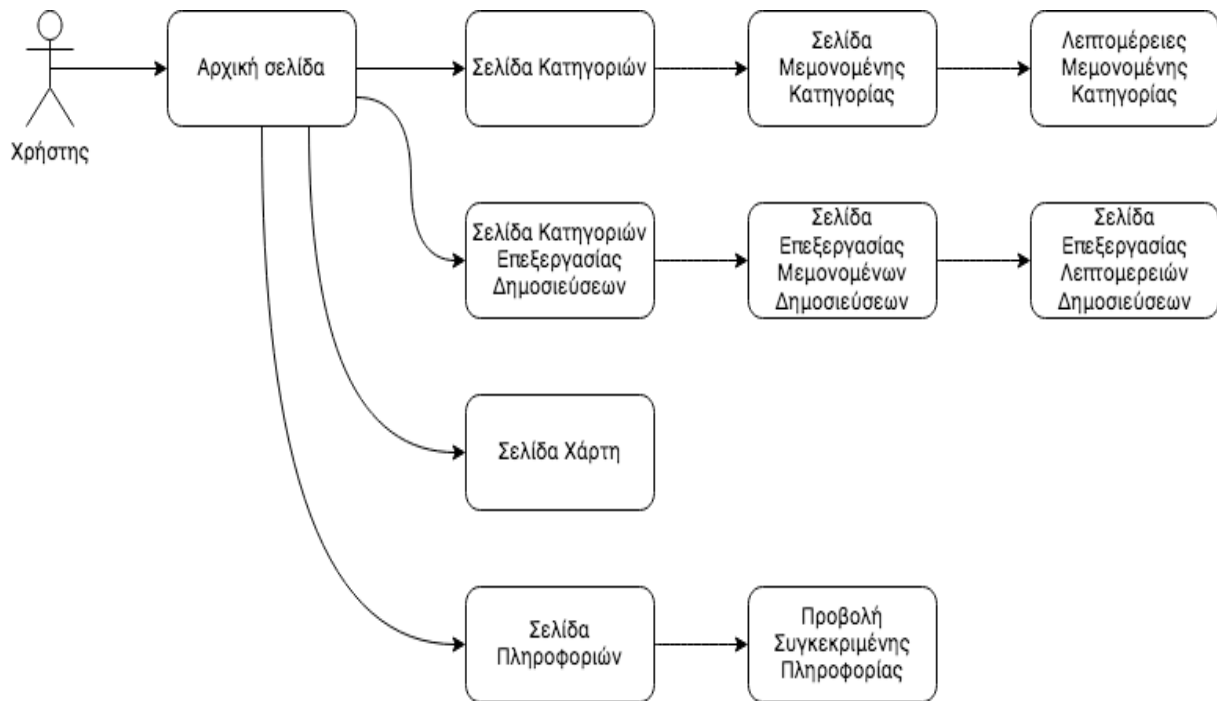 Χρήστης
Αρχική σελίδα
Σελίδα Κατηγοριών
Σελίδα
Μεμονομένης
Κατηγορίας
Λεπτομέρειες
Μεμονομένης
Κατηγορίας
Σελίδα Κατηγοριών
Επεξεργασίας
Δημοσιεύσεων
Σελίδα
Επεξεργασίας
Μεμονομένων
Δημοσιεύσεων
Σελίδα
Επεξεργασίας
Λεπτομερειών
Δημοσιεύσεων
Σελίδα Χάρτη
Σελίδα
Πληροφοριών
Προβολή
Συγκεκριμένης
Πληροφορίας